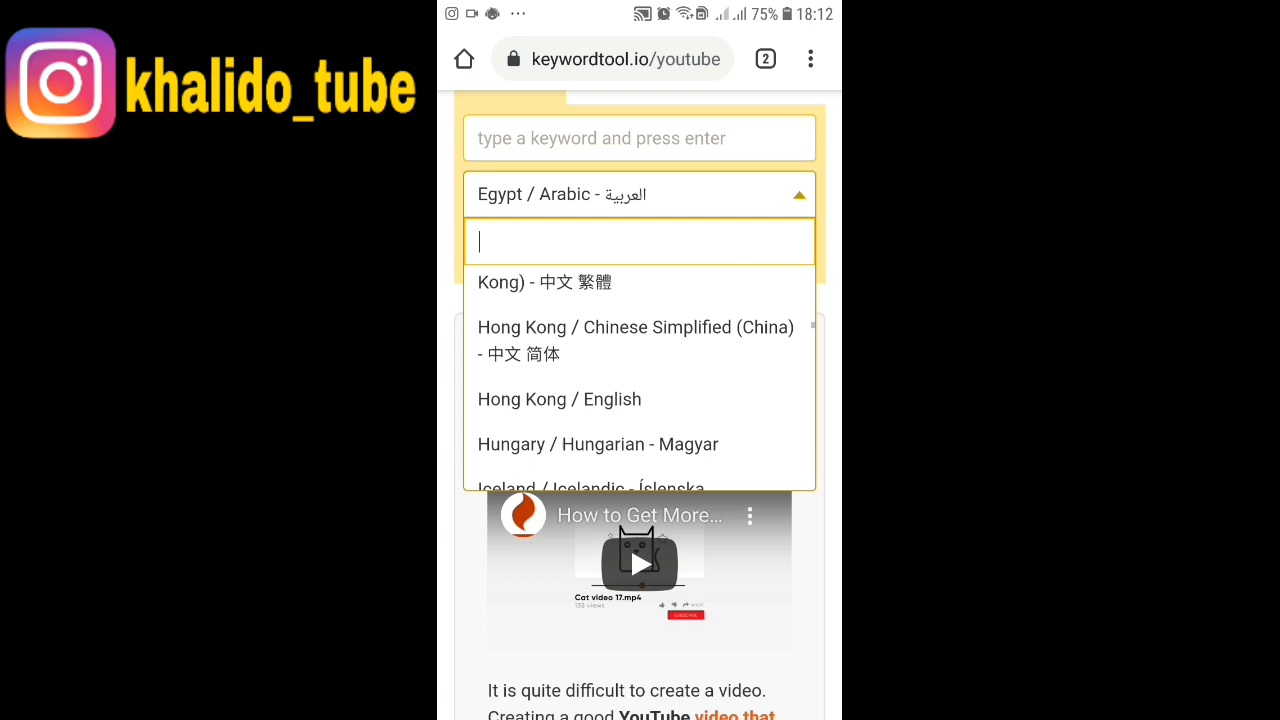 khalido_tube
75% 18:12
keywordtool.io/youtube
2
type a keyword and press enter
Egypt / Arabic - العربية
Kong) - 中文 繁體
Hong Kong / Chinese Simplified (China)
- 中文 简体
Hong Kong / English
Hungary / Hungarian - Magyar
Iceland / Icelandic - Íslenska
How to Get More...
Cat video 17.mp4
It is quite difficult to create a video.
Creating a good YouTube video that